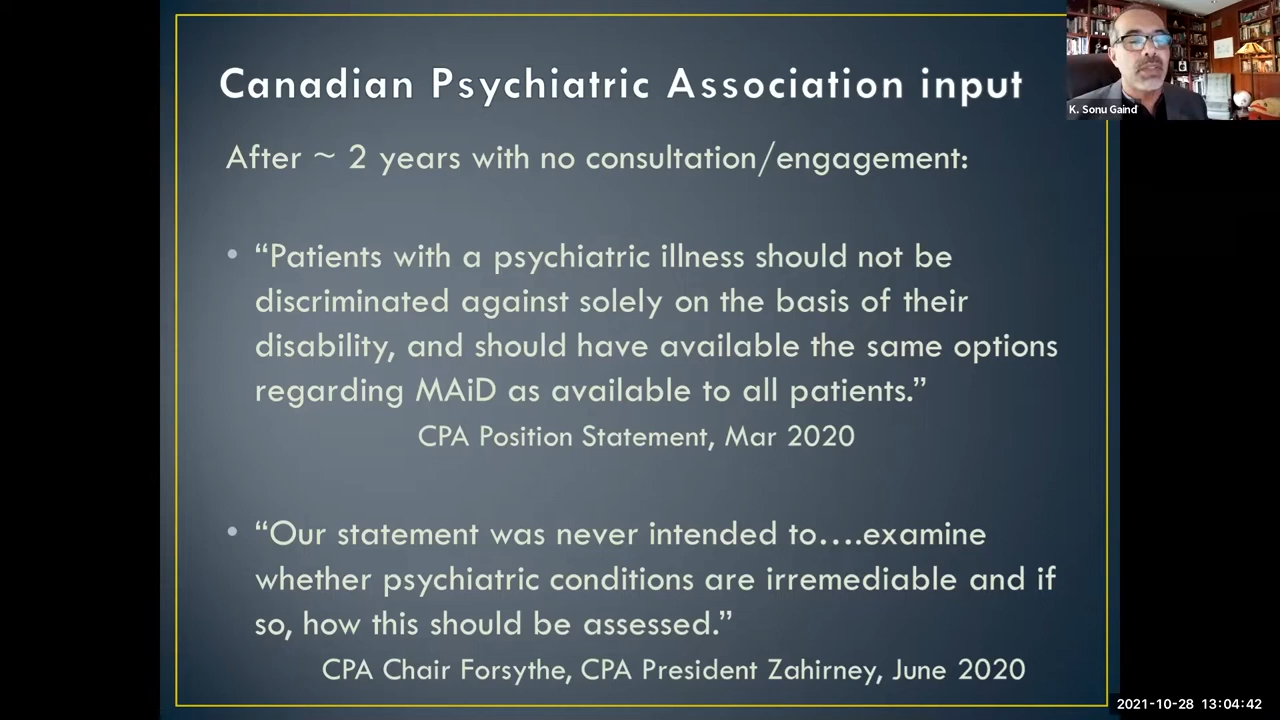 Canadian Psychiatric Association input
K. Sonu Gaind
After ~ 2 years with no consultation/engagement:
• “Patients with a psychiatric illness should not be
discriminated against solely on the basis of their
disability, and should have available the same options
regarding MAiD as available to all patients.”
CPA Position Statement, Mar 2020
• “Our statement was never intended to….examine
whether psychiatric conditions are irremediable and if
so, how this should be assessed.”
CPA Chair Forsythe, CPA President Zahirney, June 2020
2021-10-28 13:04:42